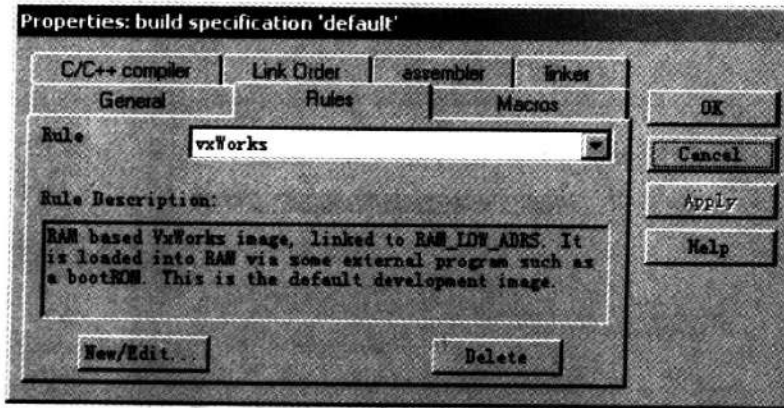 Properties: build specification 'default'
C/C++ compiler Link Order assembler linker
General Rules Macros
Rule vxWorks
Rule Description:
RAM based VxWorks image, linked to RAM_LOW_ADRS. It
is loaded into RAM via some external program such as
a bootROM. This is the default development image.
New/Edit... Delete
OK
Cancel
Apply
Help